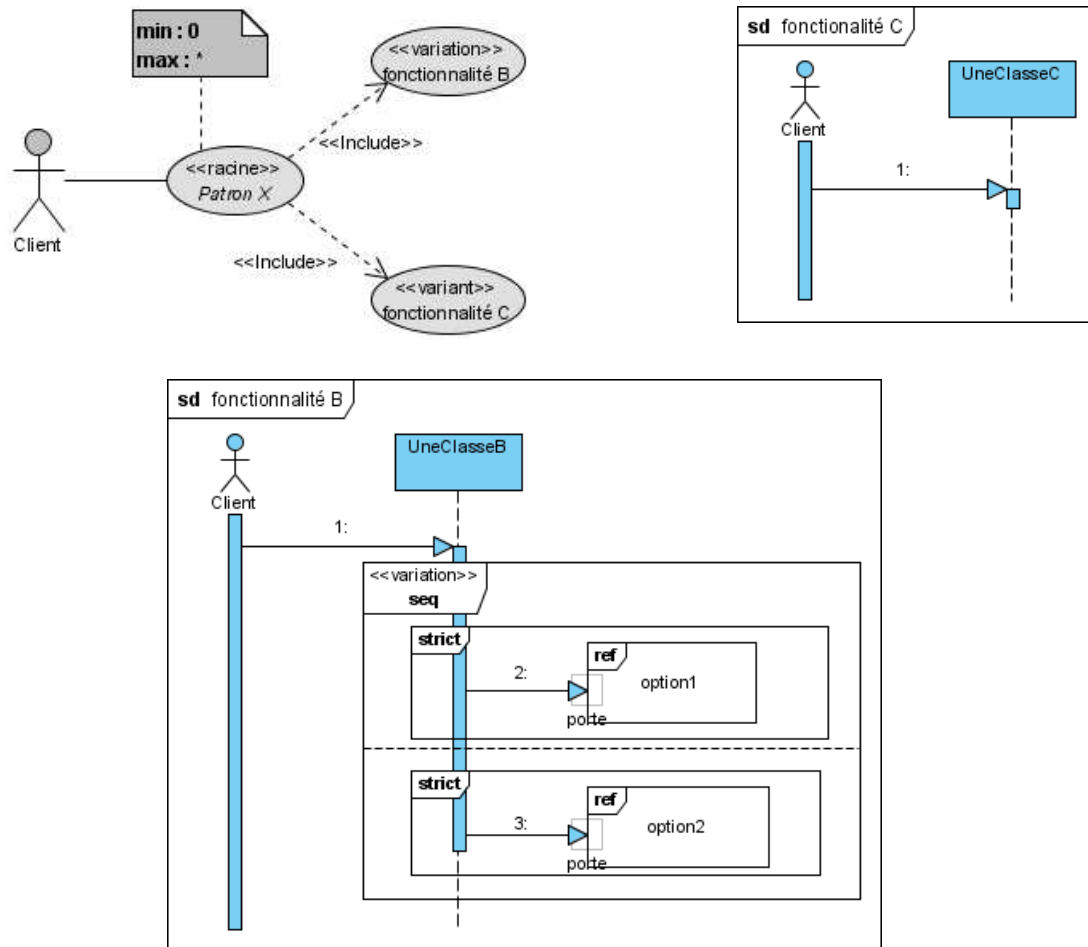 min : 0
max : *
<<variation>>
fonctionnalité B
<<Include>>
<<racine>>
Patron X
Client
<<Include>>
<<variant>>
fonctionnalité C
sd fonctionalité C
UneClasseC
Client
1:
sd fonctionnalité B
UneClasseB
Client
1:
<<variation>>
seq
strict
ref
2:
option1
porte
strict
ref
3:
option2
porte